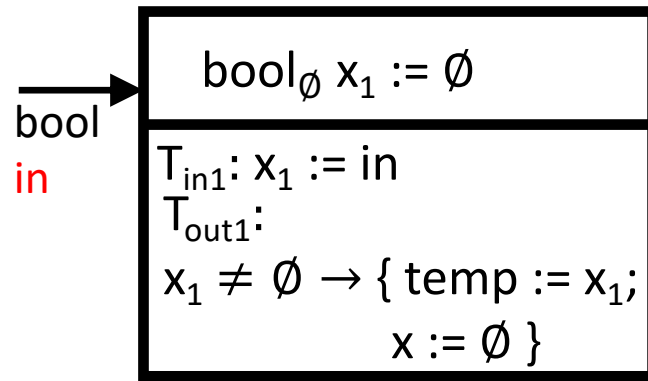 bool
in
bool∅ x₁ := ∅
Tᵢₙ₁: x₁ := in
Tₒᵤₜ₁:
x₁ ≠ ∅ → { temp := x₁;
x := ∅ }